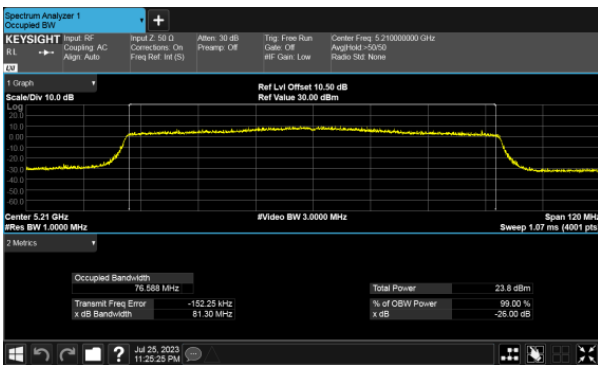 Spectrum Analyzer 1
Occupied BW
KEYSIGHT
RL
LXI
Input: RF
Coupling: AC
Align: Auto
Input Z: 50 Ω
Corrections: On
Freq Ref: Int (S)
Atten: 30 dB
Preamp: Off
Trig: Free Run
Gate: Off
#IF Gain: Low
Center Freq: 5.210000000 GHz
Avg|Hold:>50/50
Radio Std: None
1 Graph
Scale/Div 10.0 dB
Ref Lvl Offset 10.50 dB
Ref Value 30.00 dBm
Log
20.0
10.0
0.00
-10.0
-20.0
-30.0
-40.0
-50.0
-60.0
Center 5.21 GHz
#Res BW 1.0000 MHz
#Video BW 3.0000 MHz
Span 120 MHz
Sweep 1.07 ms (4001 pts
2 Metrics
Occupied Bandwidth
76.588 MHz
Transmit Freq Error -152.25 kHz
x dB Bandwidth 81.30 MHz
Total Power 23.8 dBm
% of OBW Power 99.00 %
x dB -26.00 dB
?
Jul 25, 2023
11:25:25 PM